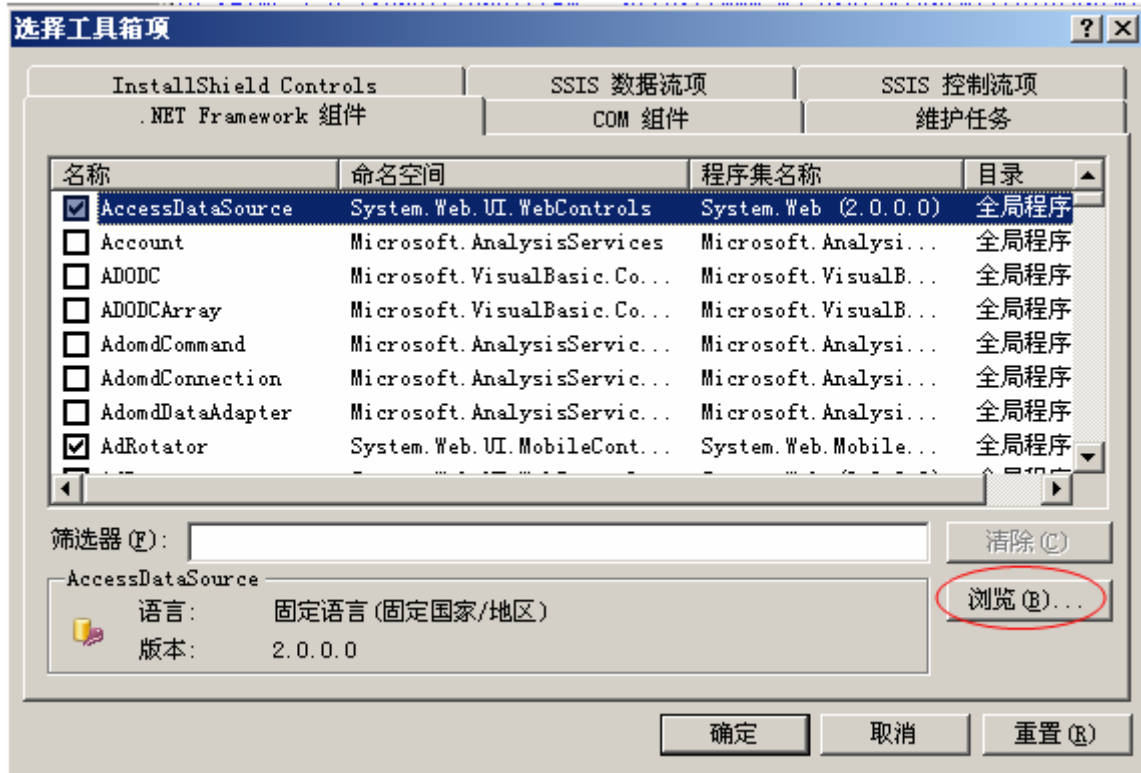 选择工具箱项
InstallShield Controls SSIS 数据流项 SSIS 控制流项
.NET Framework 组件 COM 组件 维护任务
名称 命名空间 程序集名称 目录
AccessDataSource System.Web.UI.WebControls System.Web (2.0.0.0) 全局程序
Account Microsoft.AnalysisServices Microsoft.Analysi... 全局程序
ADODC Microsoft.VisualBasic.Co... Microsoft.VisualB... 全局程序
ADODCArray Microsoft.VisualBasic.Co... Microsoft.VisualB... 全局程序
AdomdCommand Microsoft.AnalysisServic... Microsoft.Analysi... 全局程序
AdomdConnection Microsoft.AnalysisServic... Microsoft.Analysi... 全局程序
AdomdDataAdapter Microsoft.AnalysisServic... Microsoft.Analysi... 全局程序
AdRotator System.Web.UI.MobileCont... System.Web.Mobile... 全局程序
筛选器(F): 清除(C)
AccessDataSource
语言: 固定语言(固定国家/地区) 浏览(B)...
版本: 2.0.0.0
确定 取消 重置(R)